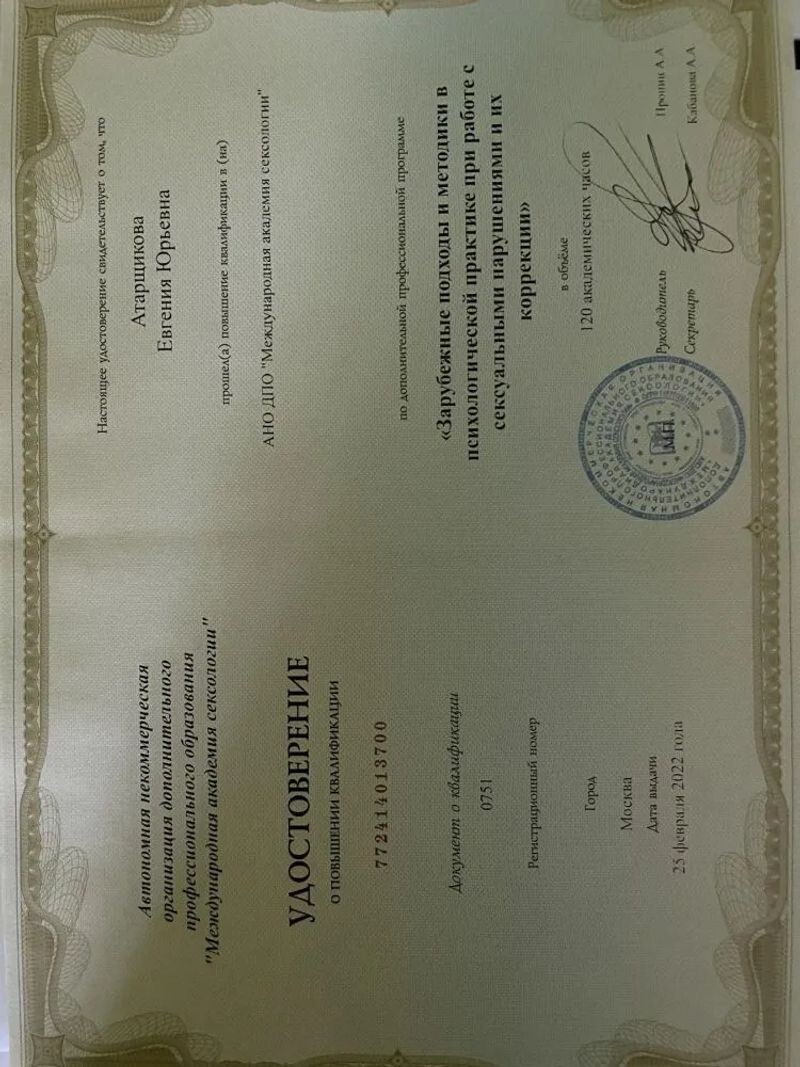 Автономная некоммерческая
организация дополнительного
профессионального образования
"Международная академия сексологии"
УДОСТОВЕРЕНИЕ
О ПОВЫШЕНИИ КВАЛИФИКАЦИИ
772414013700
Документ о квалификации
0751
Регистрационный номер
Город
Москва
Дата выдачи
25 февраля 2022 года
Настоящее удостоверение свидетельствует о том, что
Атарщикова
Евгения Юрьевна
прошел(а) повышение квалификации в (на)
АНО ДПО "Международная академия сексологии"
по дополнительной профессиональной программе
«Зарубежные подходы и методики в
психологической практике при работе с
сексуальными нарушениями и их
коррекции»
в объёме
120 академических часов
Руководитель
Пронин А.А
Секретарь
Кабанова А.А